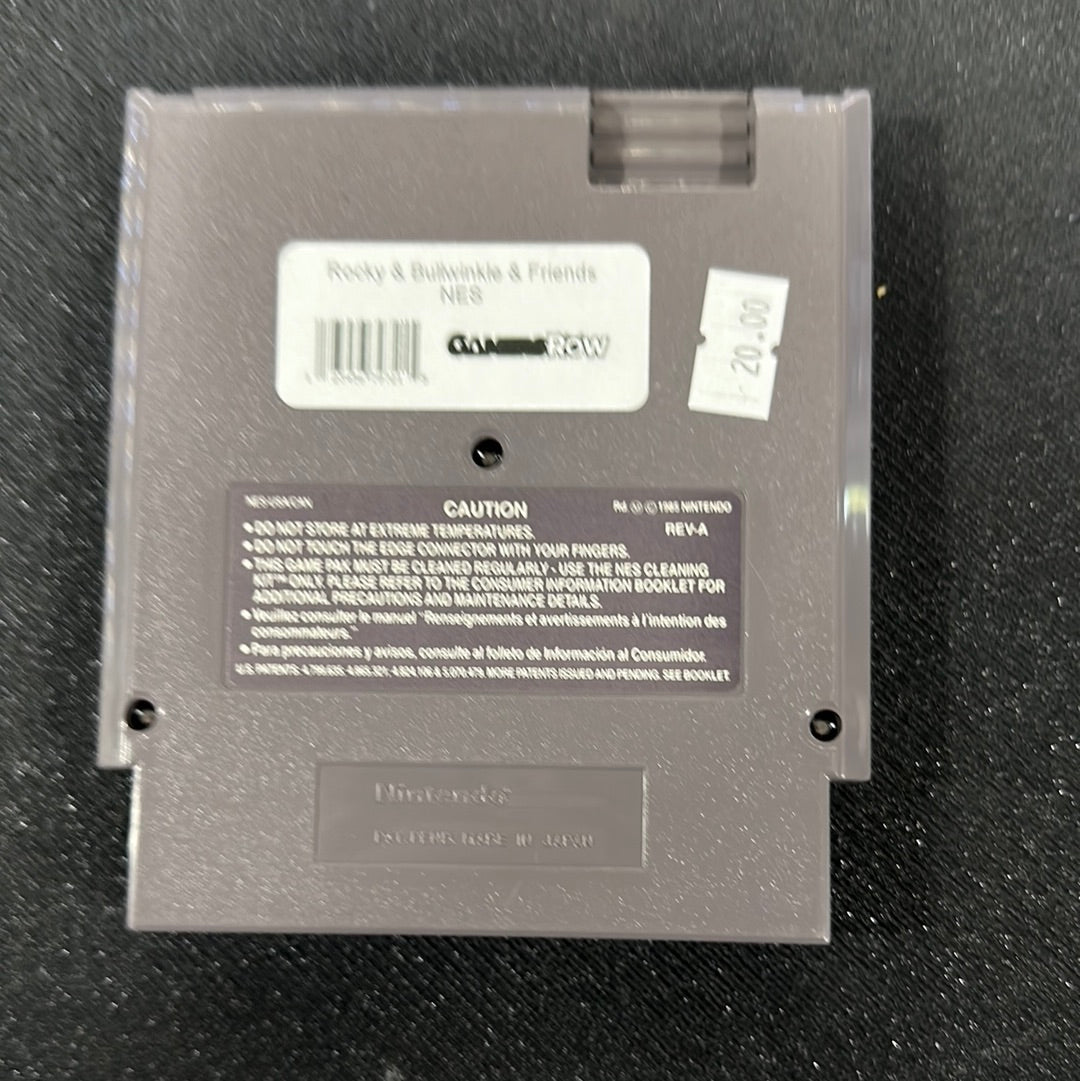 Rocky & Bullwinkle & Friends
NES
20.00
NES-USA/CAN
CAUTION
1985 NINTENDO
REV-A
• DO NOT STORE AT EXTREME TEMPERATURES.
• DO NOT TOUCH THE EDGE CONNECTOR WITH YOUR FINGERS.
• THIS GAME PAK MUST BE CLEANED REGULARLY - USE THE NES CLEANING
KIT™ ONLY. PLEASE REFER TO THE CONSUMER INFORMATION BOOKLET FOR
ADDITIONAL PRECAUTIONS AND MAINTENANCE DETAILS.
• Veuillez consulter le manuel "Renseignements et avertissements à l'intention des
consommateurs."
• Para precauciones y avisos, consulte al folleto de Información al Consumidor.
U.S. PATENTS: MORE PATENTS ISSUED AND PENDING. SEE BOOKLET.
Nintendo